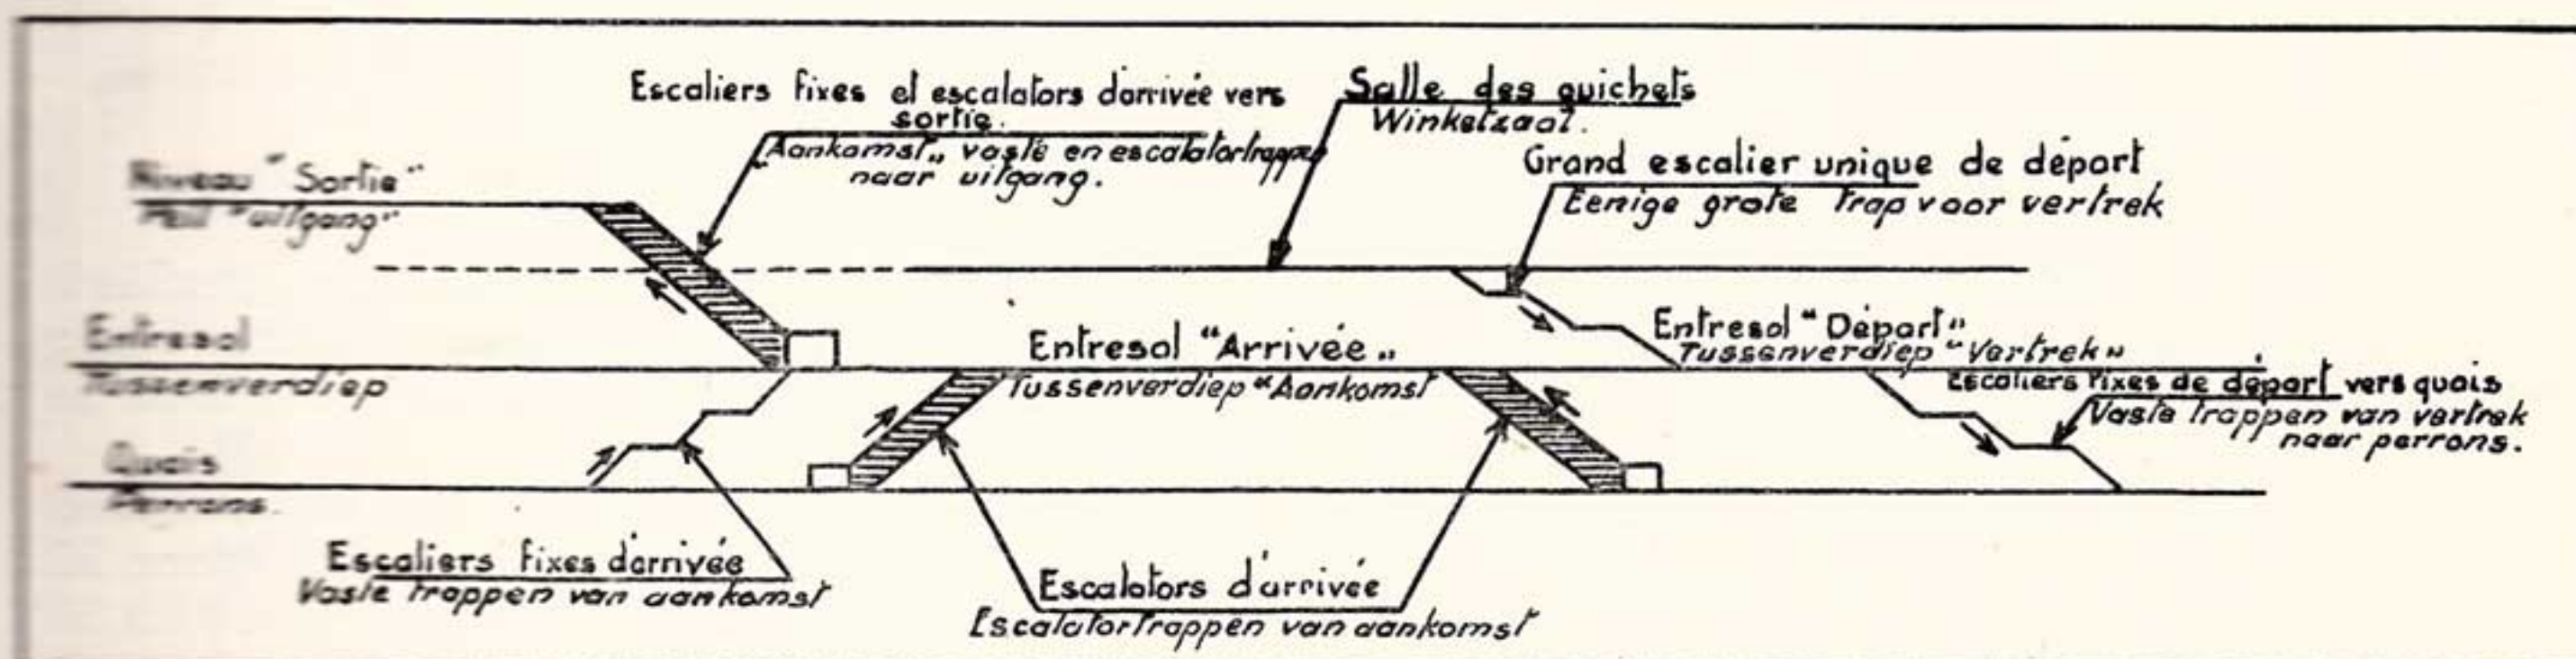 Escaliers fixes et escalators d'arrivée vers
sortie.
"Aankomst„ vaste en escalatortrappen
naar uitgang.
Salle des guichets
Winketzaal.
Grand escalier unique de départ
Eenige grote trap voor vertrek
Niveau "Sortie"
Peil "uitgang"
Entresol
Tussenverdiep
Entresol "Arrivée„
Tussenverdiep "Aankomst
Entresol "Départ"
Tussenverdiep "Vertrek"
Escaliers fixes de départ vers quais
Vaste trappen van vertrek
naar perrons.
Quais
Perrons.
Escaliers fixes d'arrivée
Vaste trappen van aankomst
Escalators d'arrivée
Escalatortrappen van aankomst